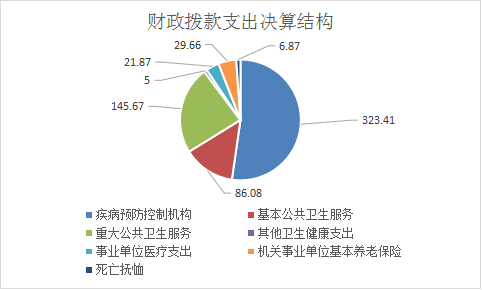 财政拨款支出决算结构
29.66
6.87
21.87
5
145.67
323.41
86.08
疾病预防控制机构
基本公共卫生服务
重大公共卫生服务
其他卫生健康支出
事业单位医疗支出
机关事业单位基本养老保险
死亡抚恤